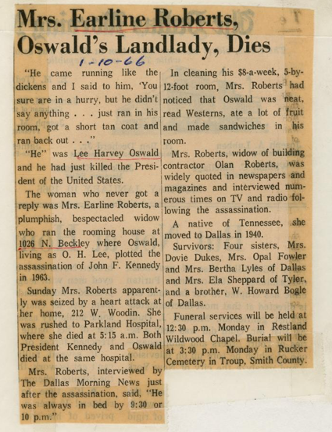 Mrs. Earline Roberts,
Oswald's Landlady, Dies
1-10-66
"He came running like the
dickens and I said to him, 'You
sure are in a hurry, but he didn't
say anything . . . just ran in his
room, got a short tan coat and
ran back out . . ."
"He" was Lee Harvey Oswald
and he had just killed the Presi-
dent of the United States.
The woman who never got a
reply was Mrs. Earline Roberts, a
plumphish, bespectacled widow
who ran the rooming house at
1026 N. Beckley where Oswald,
living as O. H. Lee, plotted the
assassination of John F. Kennedy
in 1963.
Sunday Mrs. Roberts apparent-
ly was seized by a heart attack at
her home, 212 W. Woodin. She
was rushed to Parkland Hospital,
where she died at 5:15 a.m. Both
President Kennedy and Oswald
died at the same hospital.
Mrs. Roberts, interviewed by
The Dallas Morning News just
after the assassination, said, "He
was always in bed by 9:30 or
10 p.m."
In cleaning his $8-a-week, 5-by-
12-foot room, Mrs. Roberts had
noticed that Oswald was neat,
read Westerns, ate a lot of fruit
and made sandwiches in his
room.
Mrs. Roberts, widow of building
contractor Olan Roberts, was
widely quoted in newspapers and
magazines and interviewed num-
erous times on TV and radio fol-
lowing the assassination.
A native of Tennessee, she
moved to Dallas in 1940.
Survivors: Four sisters, Mrs.
Dovie Dukes, Mrs. Opal Fowler
and Mrs. Bertha Lyles of Dallas
and Mrs. Ela Sheppard of Tyler,
and a brother, W. Howard Bogle
of Dallas.
Funeral services will be held at
12:30 p.m. Monday in Restland
Wildwood Chapel. Burial will be
at 3:30 p.m. Monday in Rucker
Cemetery in Troup, Smith County.